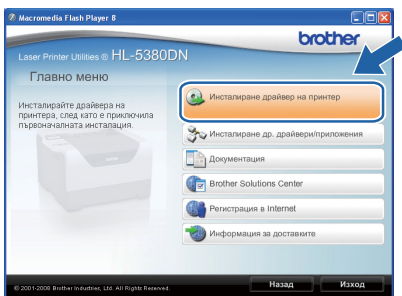 Macromedia Flash Player 8
brother
Laser Printer Utilities ® HL-5380DN
Главно меню
Инсталирайте драйвера на
принтера, след като е приключила
първоначалната инсталация.
Инсталиране драйвер на принтер
Инсталиране др. драйвери/приложения
Документация
Brother Solutions Center
Регистрация в Internet
Информация за доставките
© 2001-2008 Brother Industries, Ltd. All Rights Reserved.
Назад
Изход